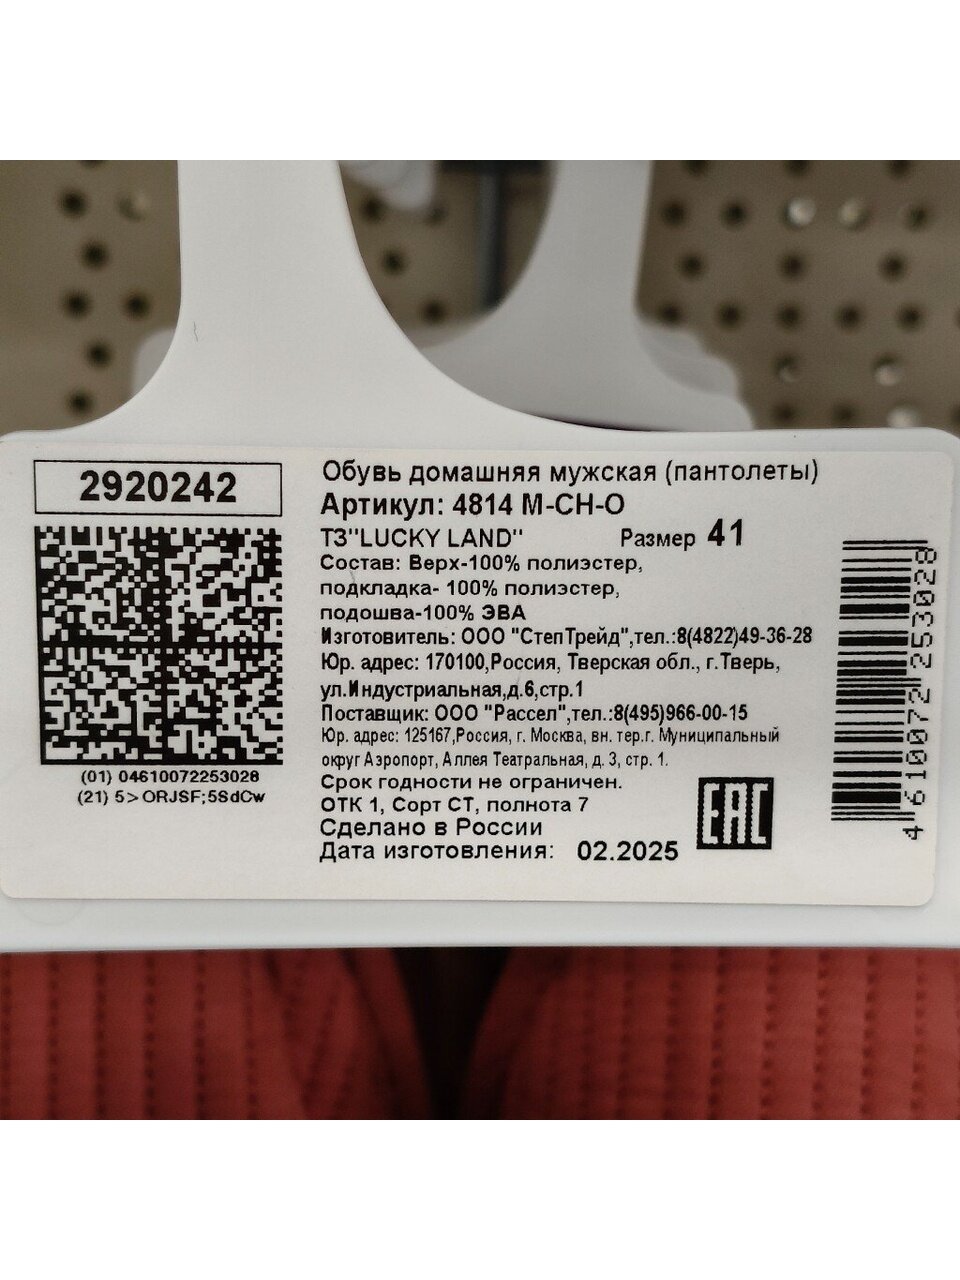 2920242
(01) 04610072253028
(21) 5>ORJSF;5SdCw
Обувь домашняя мужская (пантолеты)
Артикул: 4814 M-CH-O
ТЗ"LUCKY LAND" Размер 41
Состав: Верх-100% полиэстер,
подкладка- 100% полиэстер,
подошва-100% ЭВА
Изготовитель: ООО "СтепТрейд",тел.:8(4822)49-36-28
Юр. адрес: 170100,Россия, Тверская обл., г.Тверь,
ул.Индустриальная,д.6,стр.1
Поставщик: ООО "Рассел",тел.:8(495)966-00-15
Юр. адрес: 125167,Россия, г. Москва, вн. тер.г. Муниципальный
округ Аэропорт, Аллея Театральная, д. 3, стр. 1.
Срок годности не ограничен.
ОТК 1, Сорт СТ, полнота 7
Сделано в России
Дата изготовления: 02.2025
EAC
4 610072 253028